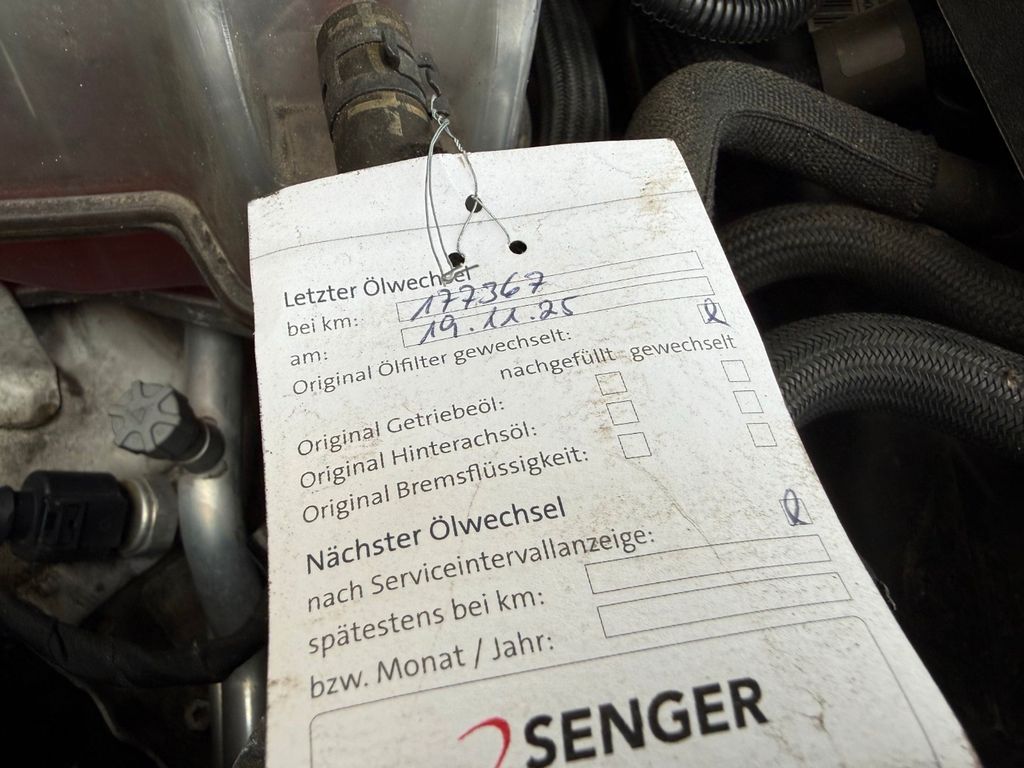 Letzter Ölwechsel
bei km: 177367
am: 19.11.25
Original Ölfilter gewechselt:
nachgefüllt gewechselt
Original Getriebeöl:
Original Hinterachsöl:
Original Bremsflüssigkeit:
Nächster Ölwechsel
nach Serviceintervallanzeige:
spätestens bei km:
bzw. Monat / Jahr:
SENGER